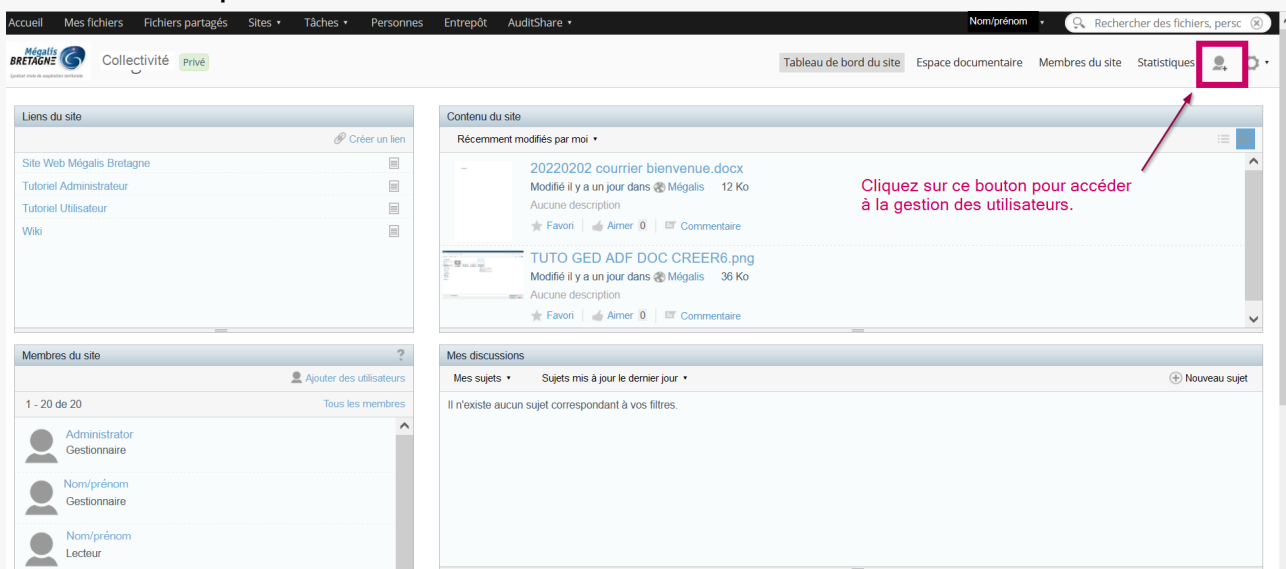 Accueil Mes fichiers Fichiers partagés Sites Tâches Personnes Entrepôt AuditShare Nom/prénom Rechercher des fichiers, persc
Mégalis
BRETAGNE
Collectivité Privé Tableau de bord du site Espace documentaire Membres du site Statistiques
Liens du site
Créer un lien
Site Web Mégalis Bretagne
Tutoriel Administrateur
Tutoriel Utilisateur
Wiki
Contenu du site
Récemment modifiés par moi
20220202 courrier bienvenue.docx
Modifié il y a un jour dans Mégalis 12 Ko
Aucune description
Favori Aimer 0 Commentaire
TUTO GED ADF DOC CREER6.png
Modifié il y a un jour dans Mégalis 36 Ko
Aucune description
Favori Aimer 0 Commentaire
Cliquez sur ce bouton pour accéder
à la gestion des utilisateurs.
Membres du site ?
Ajouter des utilisateurs
1 - 20 de 20 Tous les membres
Administrator
Gestionnaire
Nom/prénom
Gestionnaire
Nom/prénom
Lecteur
Mes discussions
Mes sujets Sujets mis à jour le dernier jour Nouveau sujet
Il n'existe aucun sujet correspondant à vos filtres.